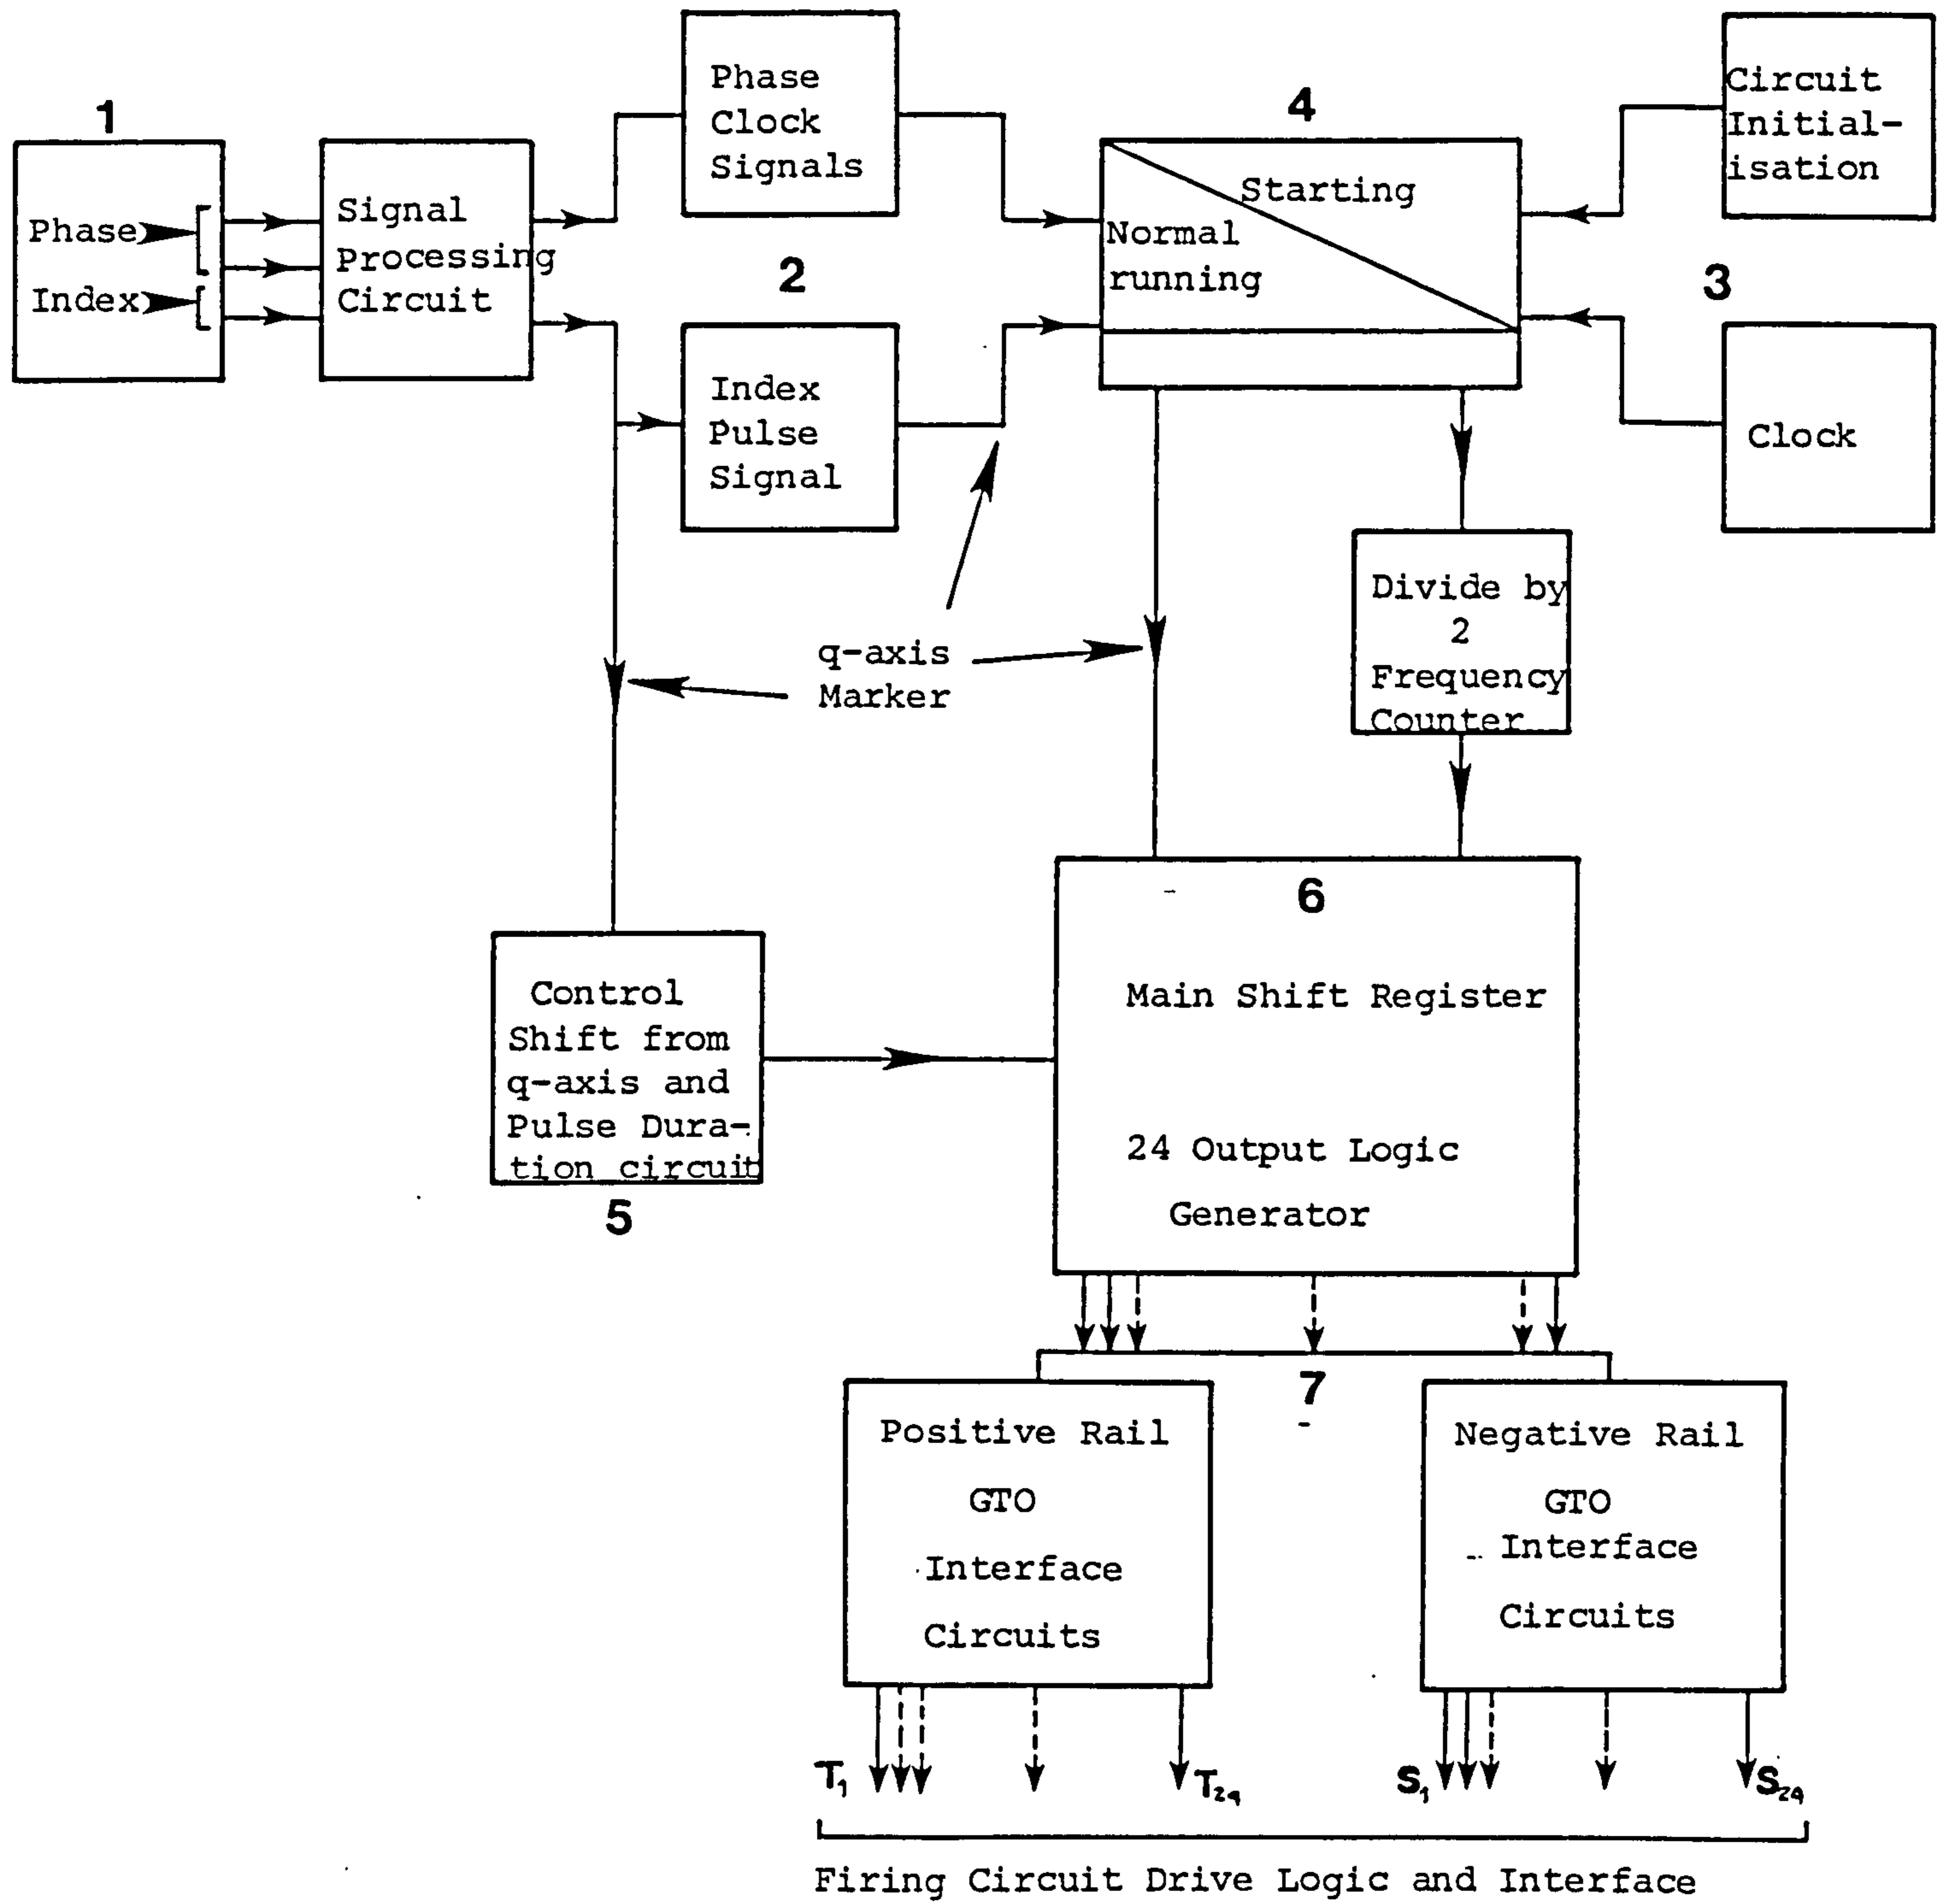 1
Phase
Index
Signal
Processing
Circuit
Phase
Clock
Signals
2
Index
Pulse
Signal
4
Starting
Normal
running
Circuit
Initial-
isation
3
Clock
q-axis
Marker
Divide by
2
Frequency
Counter
Control
Shift from
q-axis and
Pulse Dura-
tion circuit
5
6
Main Shift Register
24 Output Logic
Generator
7
Positive Rail
GTO
Interface
Circuits
Negative Rail
GTO
Interface
Circuits
T1
T24
S1
S24
Firing Circuit Drive Logic and Interface